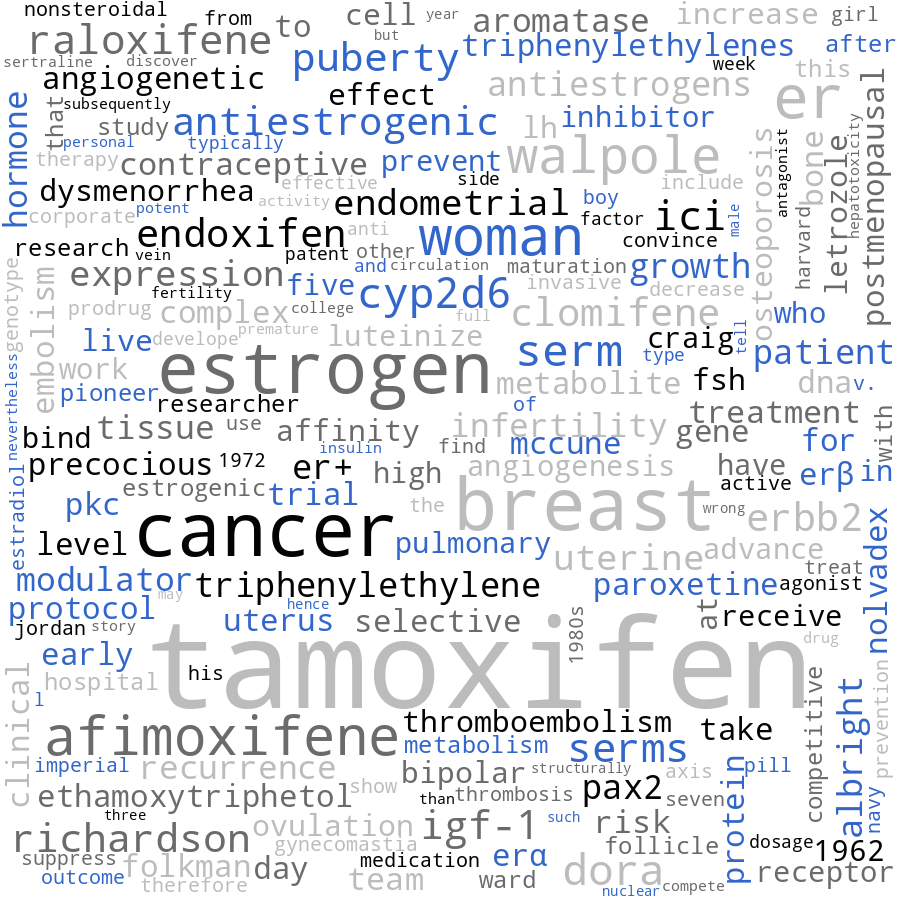 nonsteroidal
from
to
cell
year
but
aromatase
increase
girl
raloxifene
puberty
triphenylethylenes
after
sertraline
discover
week
this
angiogenetic
effect
antiestrogens
er
subsequently
that
hormone
study
antiestrogenic
lh
inhibitor
personal
typically
postmenopausal
bone
therapy
contraceptive
prevent
walpole
osteoporosis
antagonist
letrozole
hepatotoxicity
dysmenorrhea
effective
side
include
corporate
potent
activity
endometrial
boy
male
endoxifen
anti
woman
factor
ici
harvard
research
vein
patent
other
convince
expression
and
circulation
maturation
growth
genotype
embolism
fertility
five
cyp2d6
invasive
decrease
prodrug
complex
college
full
clomifene
who
live
develope
premature
luteinize
craig
tell
nevertheless
work
estrogen
serm
type
patient
pioneer
metabolite
fsh
dna
v.
researcher
of
treatment
with
bind
tissue
use
affinity
infertility
gene
for
insulin
find
mccune
precocious
1972
er+
high
angiogenesis
have
erβ
in
estradiol
estrogenic
trial
active
pkc
the
breast
wrong
erbb2
level
cancer
pulmonary
uterine
advance
nolvadex
modulator
triphenylethylene
paroxetine
treat
agonist
may
protocol
hence
jordan
story
uterus
selective
1980s
at
receive
early
tamoxifen
drug
his
hospital
l
clinical
afimoxifene
thromboembolism
take
competitive
albright
prevention
metabolism
serms
imperial
recurrence
bipolar
structurally
axis
protein
pill
ethamoxytriphetol
show
than
thrombosis
pax2
seven
navy
three
richardson
ovulation
igf-1
such
risk
gynecomastia
follicle
dosage
1962
suppress
folkman
day
medication
erα
outcome
therefore
team
ward
dora
receptor
nuclear
compete